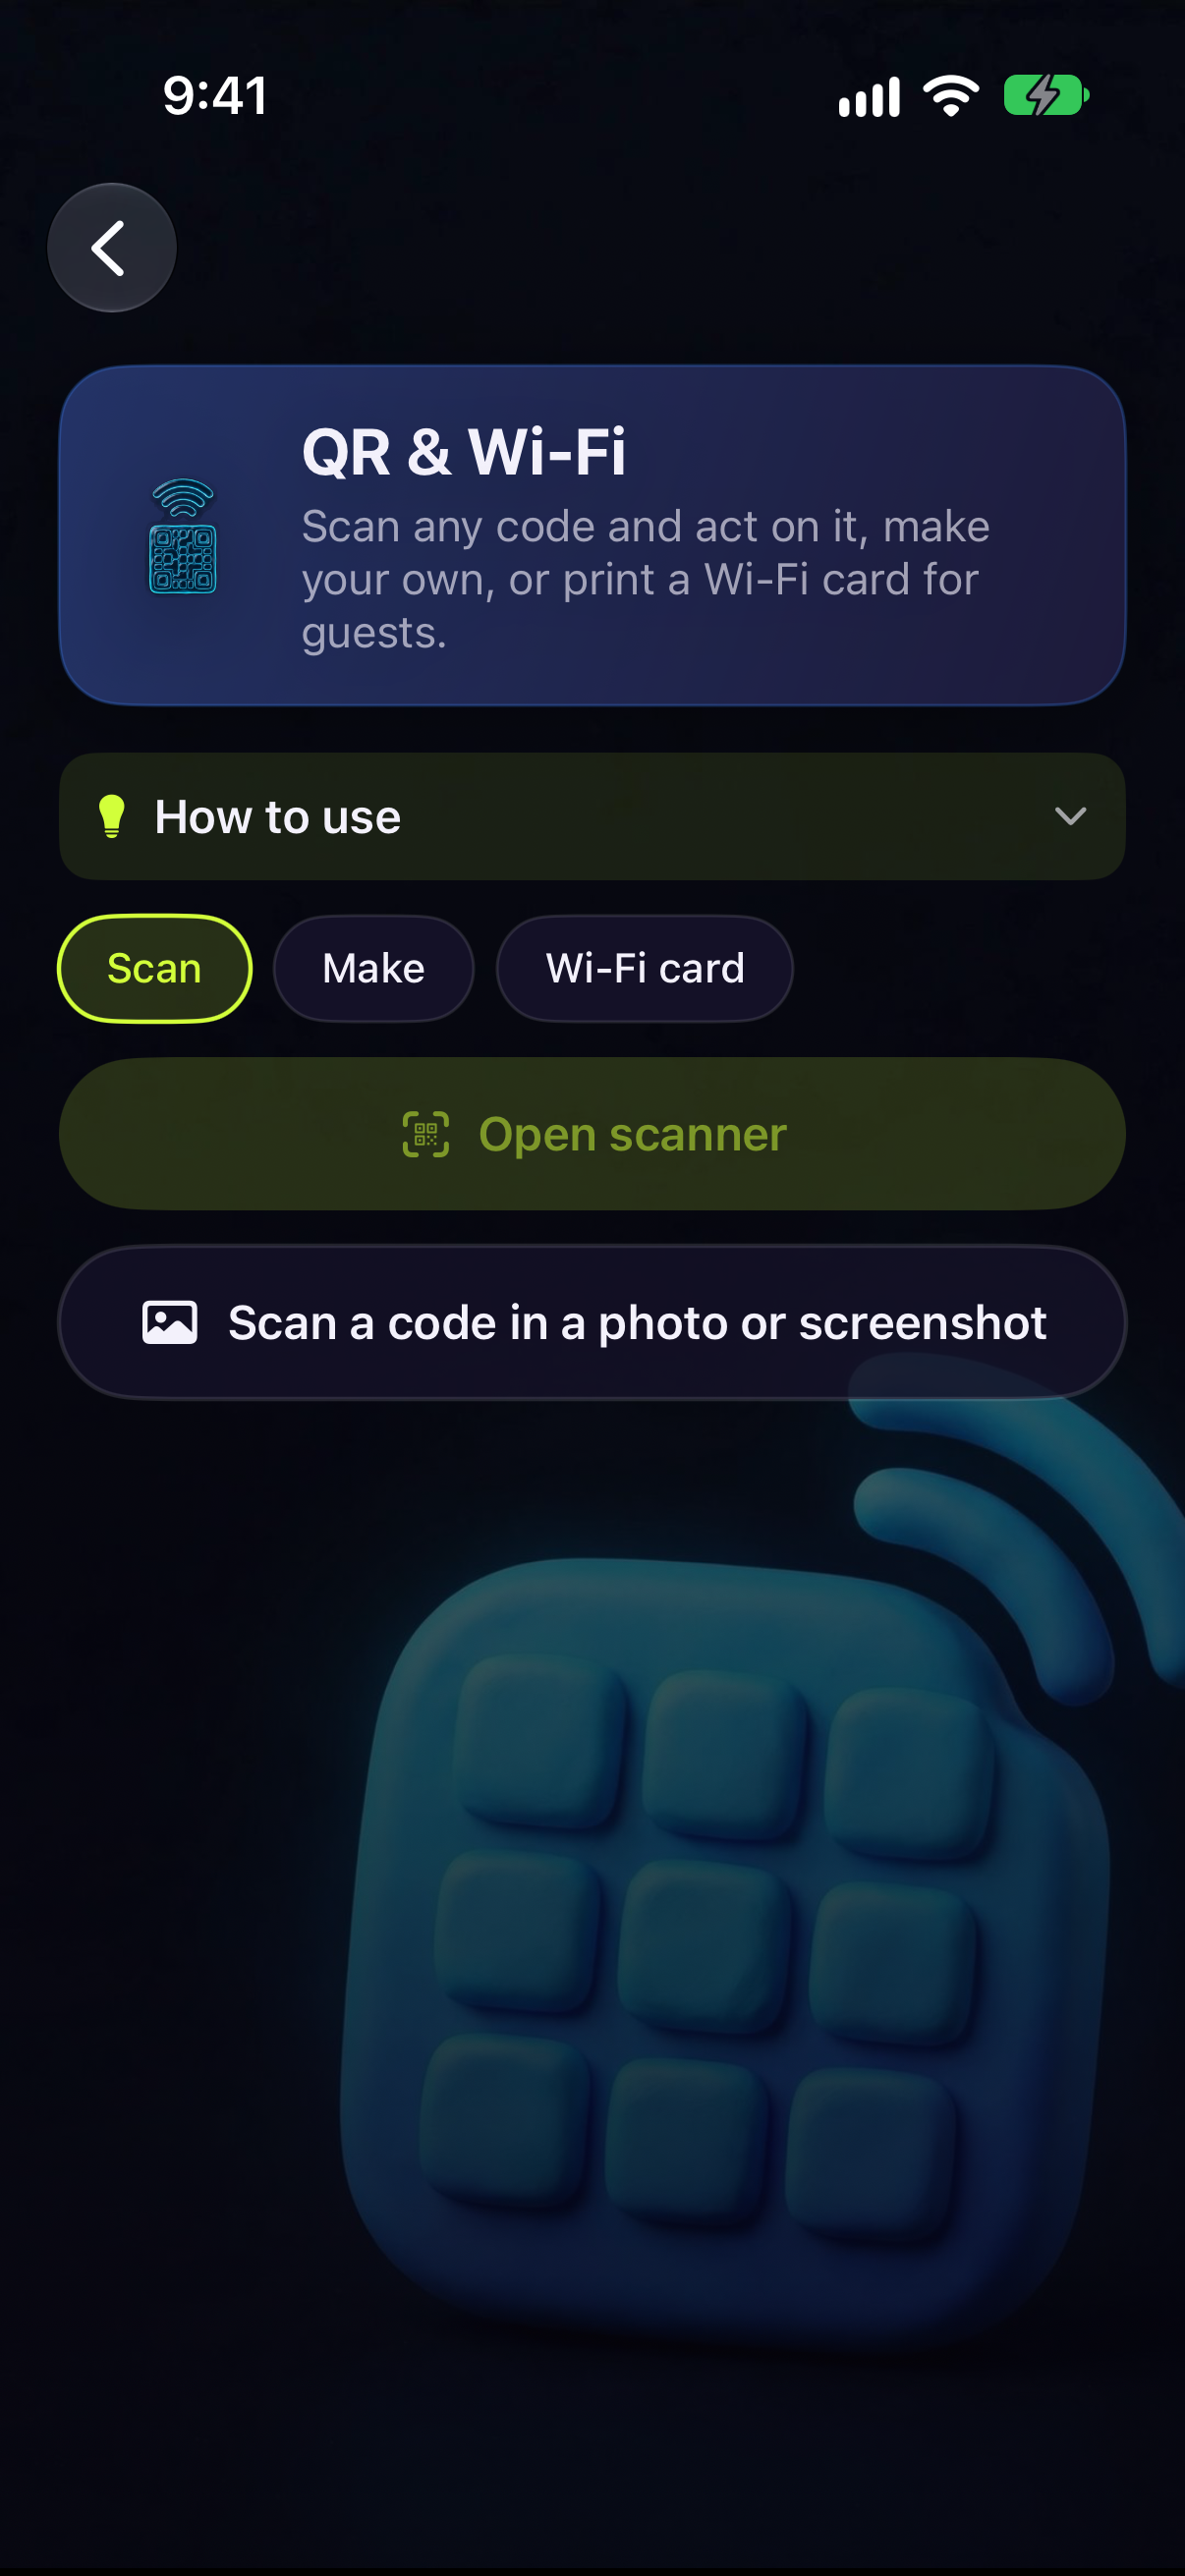 9:41
QR & Wi-Fi
Scan any code and act on it, make
your own, or print a Wi-Fi card for
guests.
How to use
Scan
Make
Wi-Fi card
Open scanner
Scan a code in a photo or screenshot